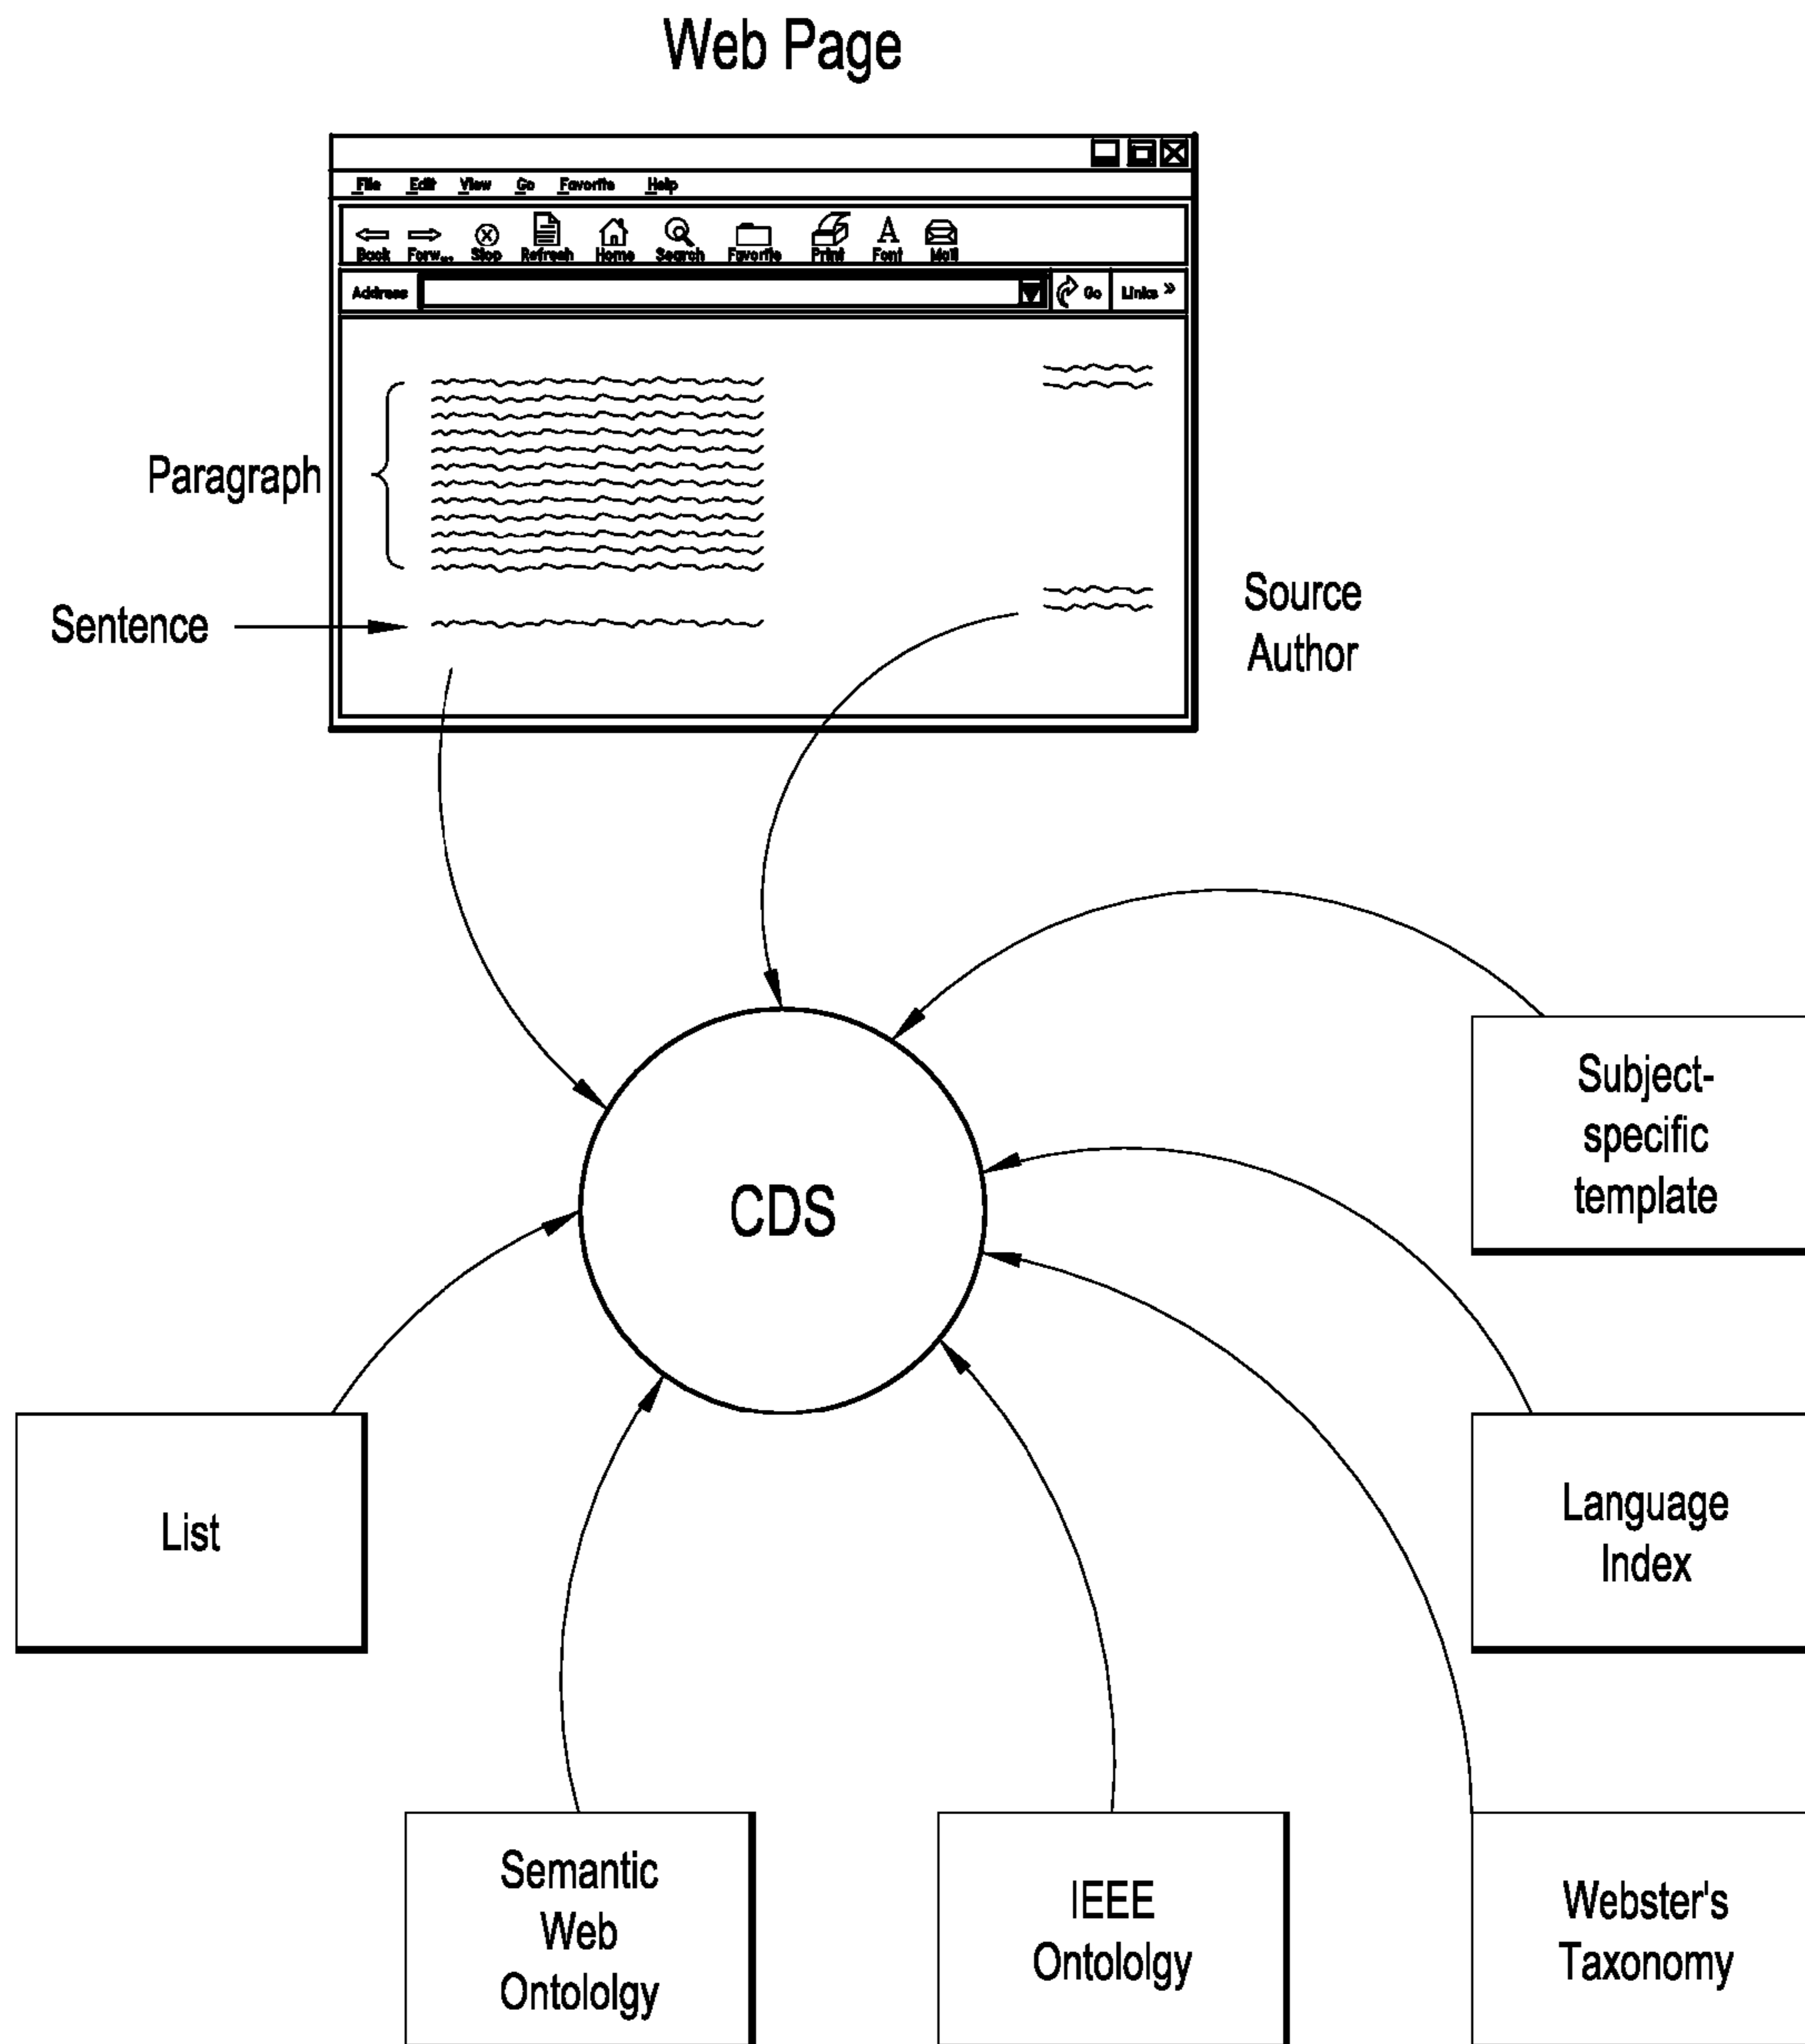 Web Page
File Edit View Go Favorite Help
Back Forw... Stop Refresh Home Search Favorite Print Font Mail
Address Go Links »
Paragraph
Sentence
Source
Author
CDS
Subject-
specific
template
List
Language
Index
Semantic
Web
Ontololgy
IEEE
Ontololgy
Webster's
Taxonomy